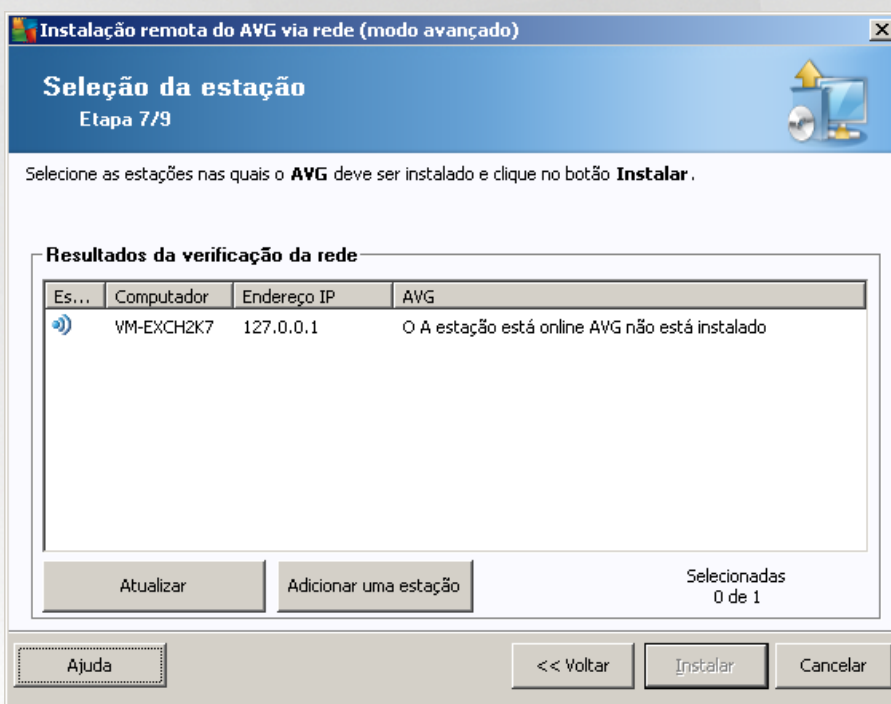 Instalação remota do AVG via rede (modo avançado)
Seleção da estação
Etapa 7/9
Selecione as estações nas quais o AVG deve ser instalado e clique no botão Instalar.
Resultados da verificação da rede
Es... Computador Endereço IP AVG
VM-EXCH2K7 127.0.0.1 O A estação está online AVG não está instalado
Atualizar Adicionar uma estação Selecionadas
0 de 1
Ajuda << Voltar Instalar Cancelar